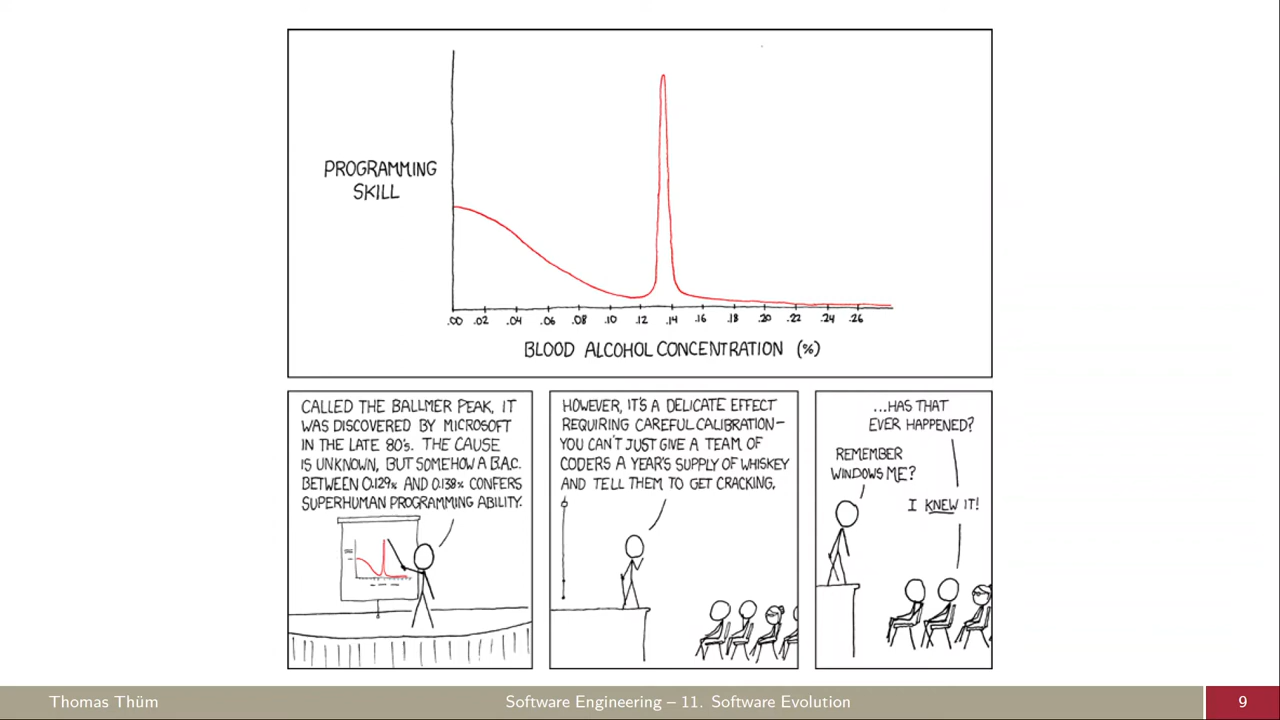 PROGRAMMING
SKILL
.00 .02 .04 .06 .08 .10 .12 .14 .16 .18 .20 .22 .24 .26
BLOOD ALCOHOL CONCENTRATION (%)
CALLED THE BALLMER PEAK, IT
WAS DISCOVERED BY MICROSOFT
IN THE LATE 80's. THE CAUSE
IS UNKNOWN, BUT SOMEHOW A B.A.C.
BETWEEN 0.129% AND 0.138% CONFERS
SUPERHUMAN PROGRAMMING ABILITY.
HOWEVER, IT'S A DELICATE EFFECT
REQUIRING CAREFUL CALIBRATION—
YOU CAN'T JUST GIVE A TEAM OF
CODERS A YEAR'S SUPPLY OF WHISKEY
AND TELL THEM TO GET CRACKING.
...HAS THAT
EVER HAPPENED?
REMEMBER
WINDOWS ME?
I KNEW IT!
Thomas Thüm
Software Engineering – 11. Software Evolution
9